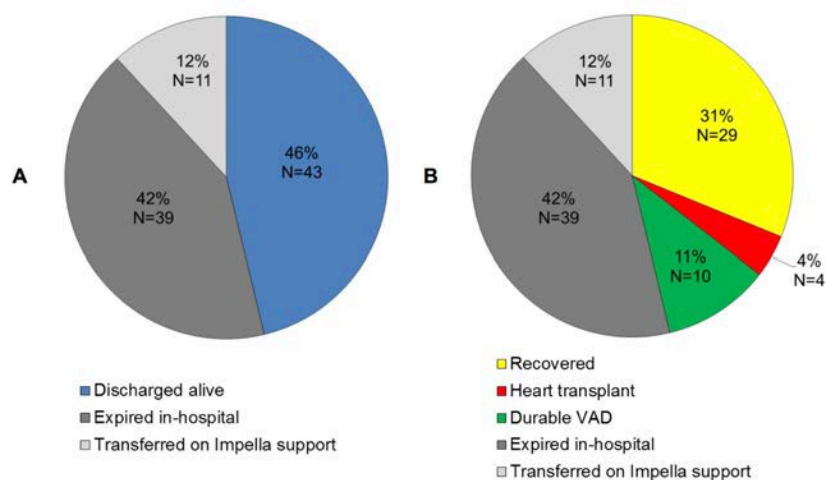 A
12%
N=11
46%
N=43
42%
N=39
Discharged alive
Expired in-hospital
Transferred on Impella support
B
12%
N=11
31%
N=29
42%
N=39
11%
N=10
4%
N=4
Recovered
Heart transplant
Durable VAD
Expired in-hospital
Transferred on Impella support